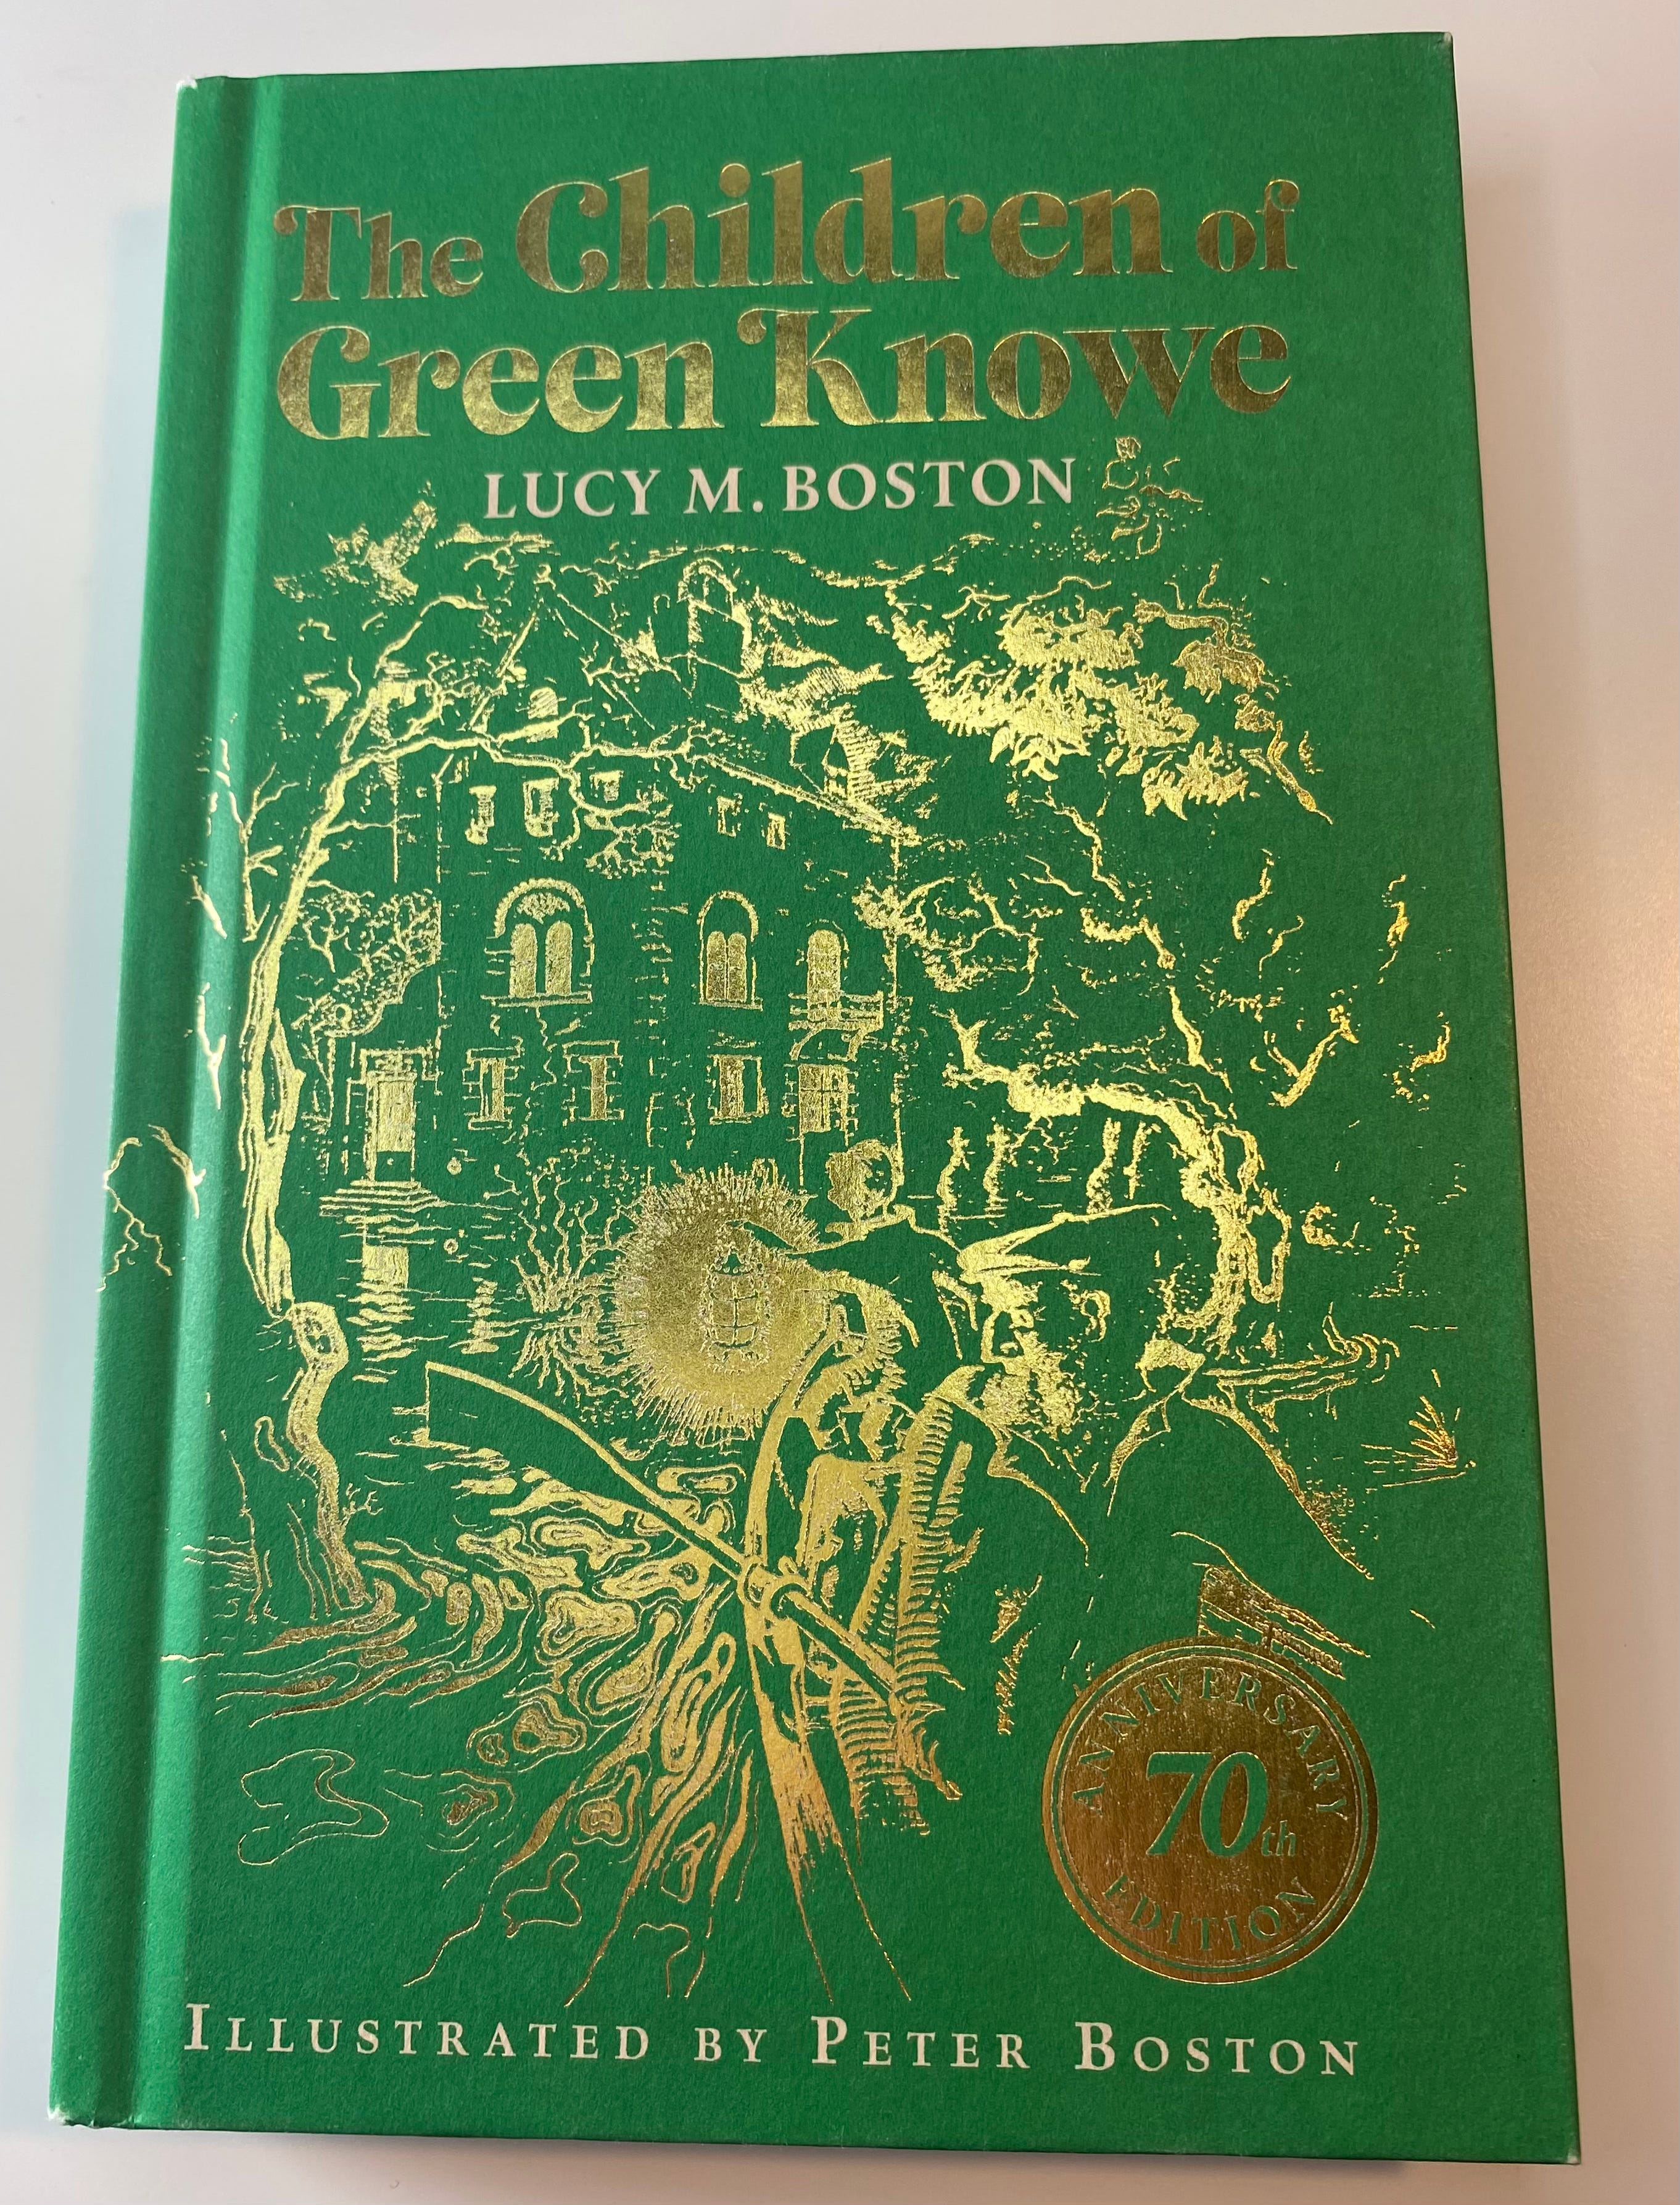 The Children of
Green Knowe
LUCY M. BOSTON
ANNIVERSARY
70th
EDITION
ILLUSTRATED BY PETER BOSTON